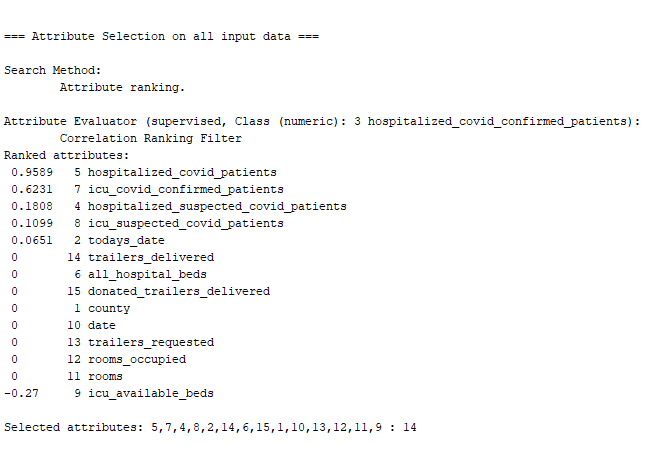 === Attribute Selection on all input data ===
Search Method:
Attribute ranking.
Attribute Evaluator (supervised, Class (numeric): 3 hospitalized_covid_confirmed_patients):
Correlation Ranking Filter
Ranked attributes:
0.9589 5 hospitalized_covid_patients
0.6231 7 icu_covid_confirmed_patients
0.1808 4 hospitalized_suspected_covid_patients
0.1099 8 icu_suspected_covid_patients
0.0651 2 todays_date
0 14 trailers_delivered
0 6 all_hospital_beds
0 15 donated_trailers_delivered
0 1 county
0 10 date
0 13 trailers_requested
0 12 rooms_occupied
0 11 rooms
-0.27 9 icu_available_beds
Selected attributes: 5,7,4,8,2,14,6,15,1,10,13,12,11,9 : 14